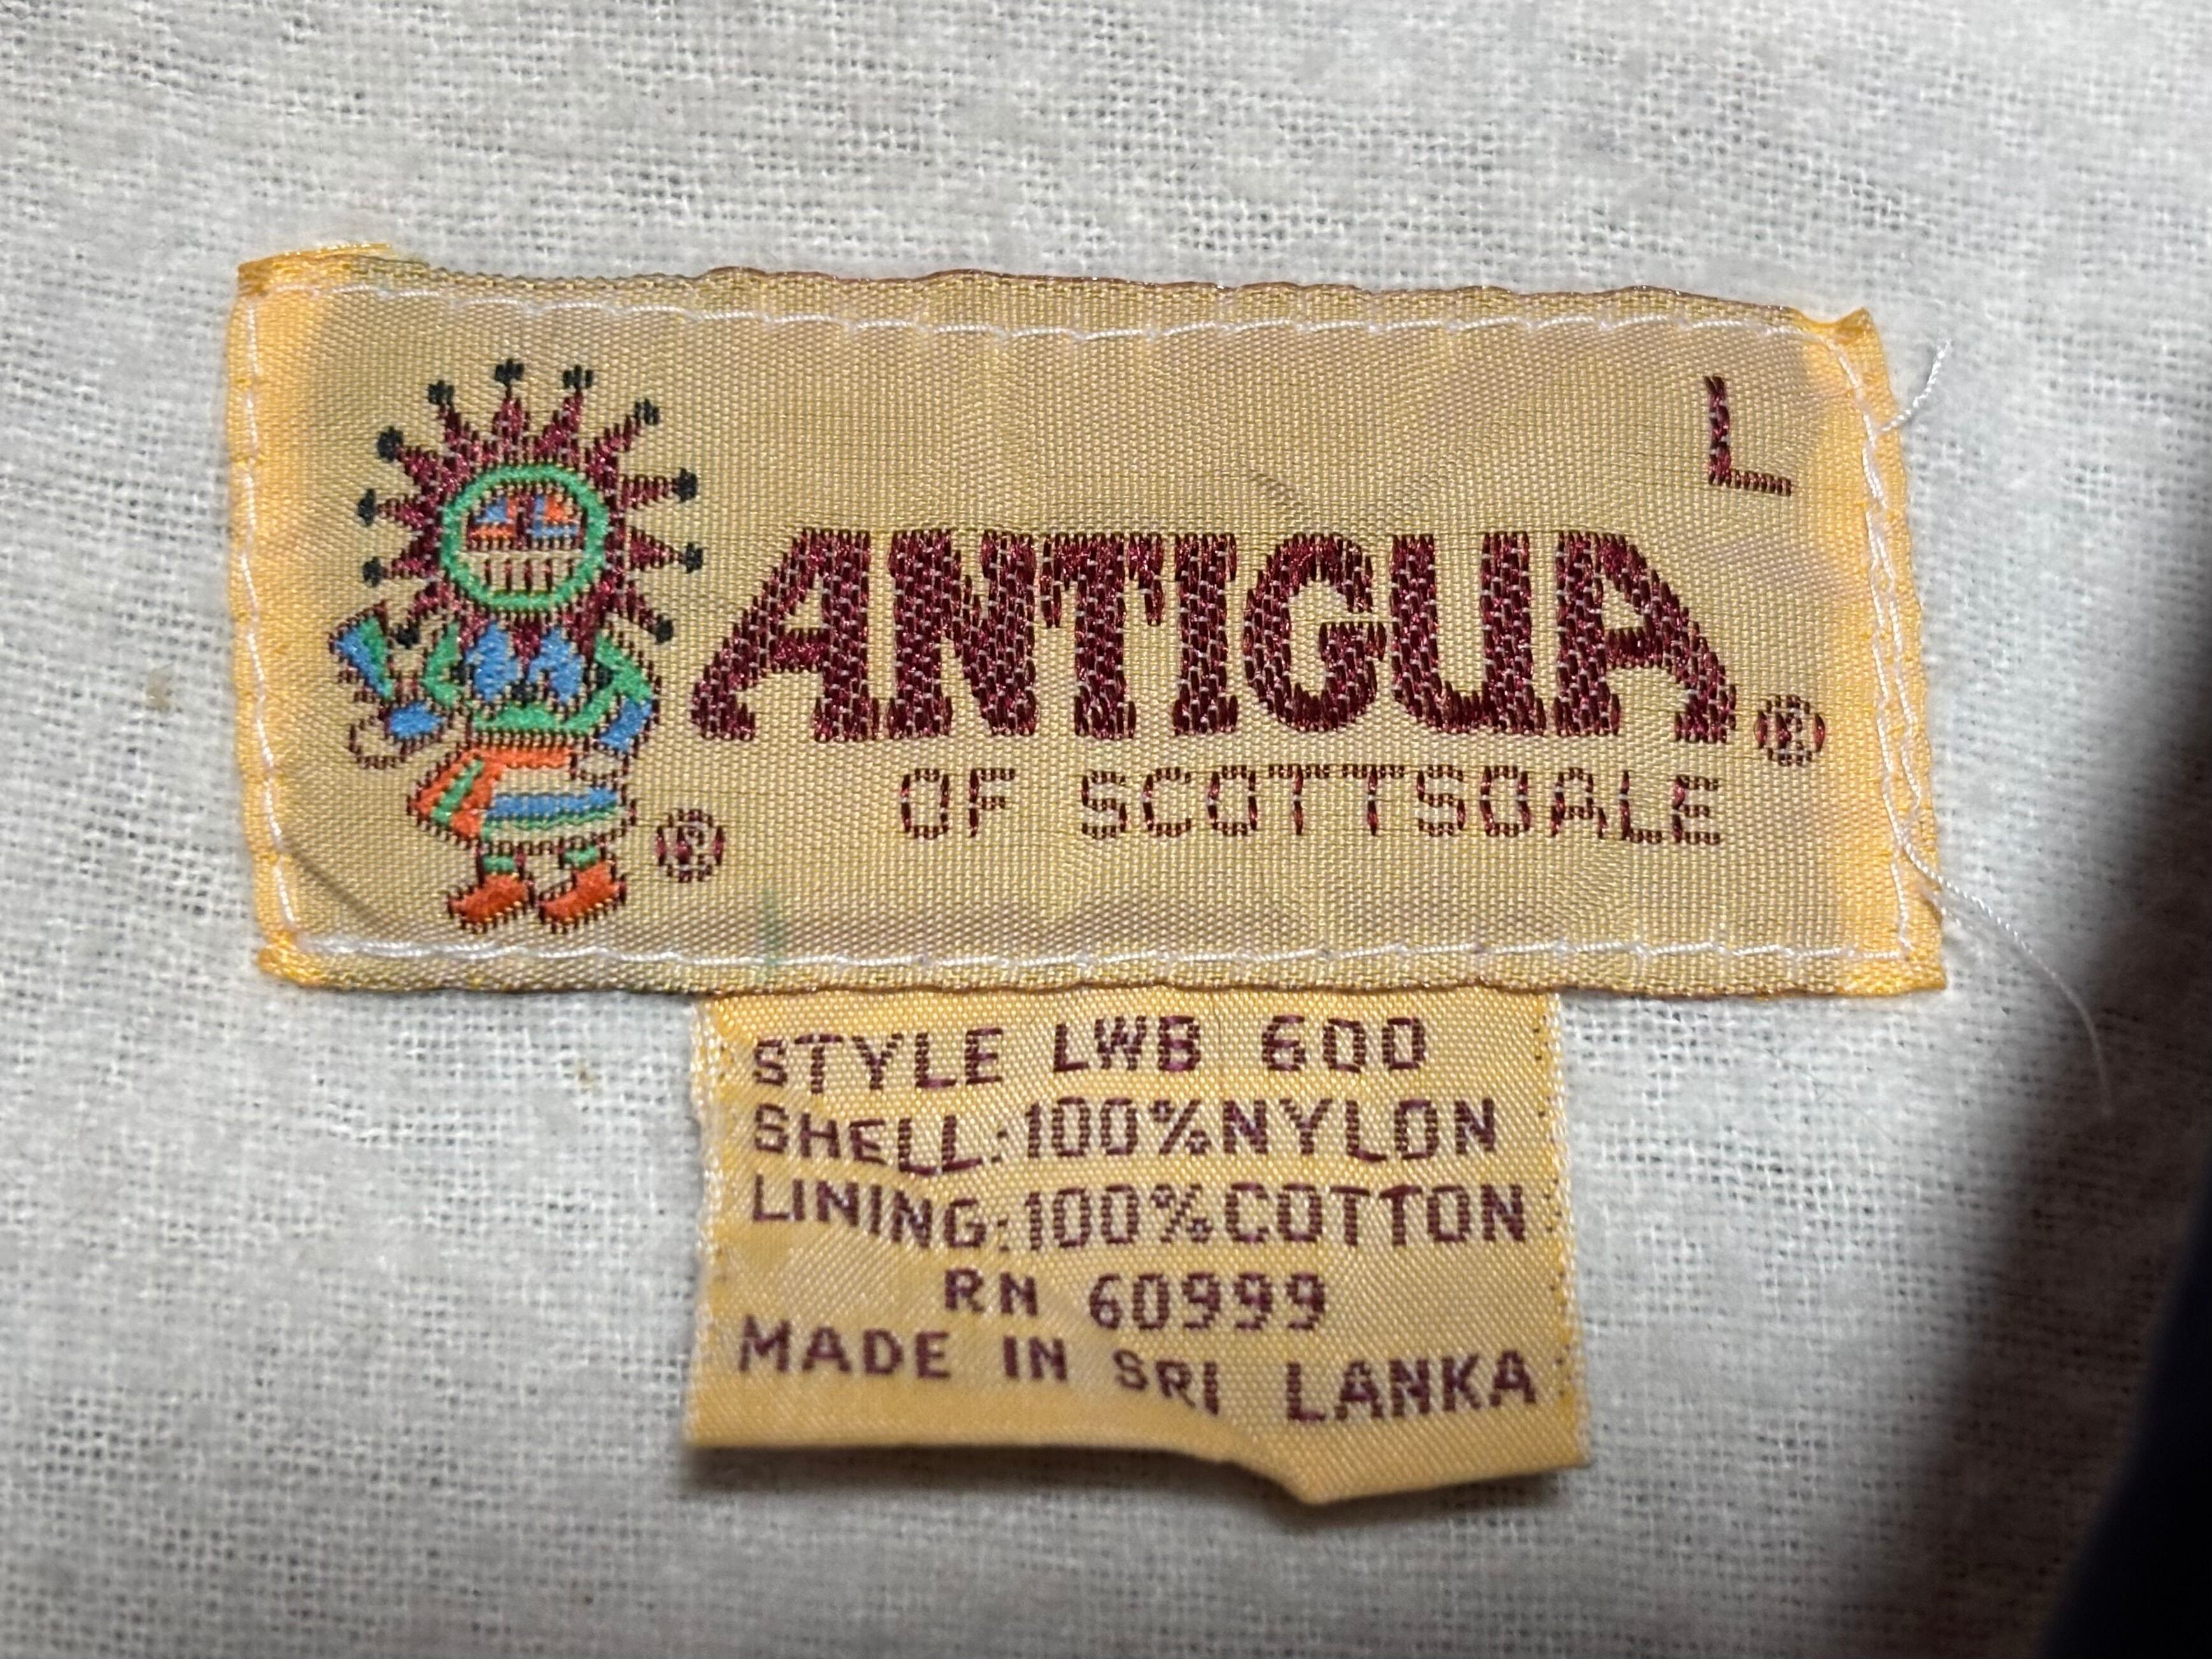 L
ANTIGUA®
OF SCOTTSDALE
®
STYLE LWB 600
SHELL:100%NYLON
LINING:100%COTTON
RN 60999
MADE IN SRI LANKA